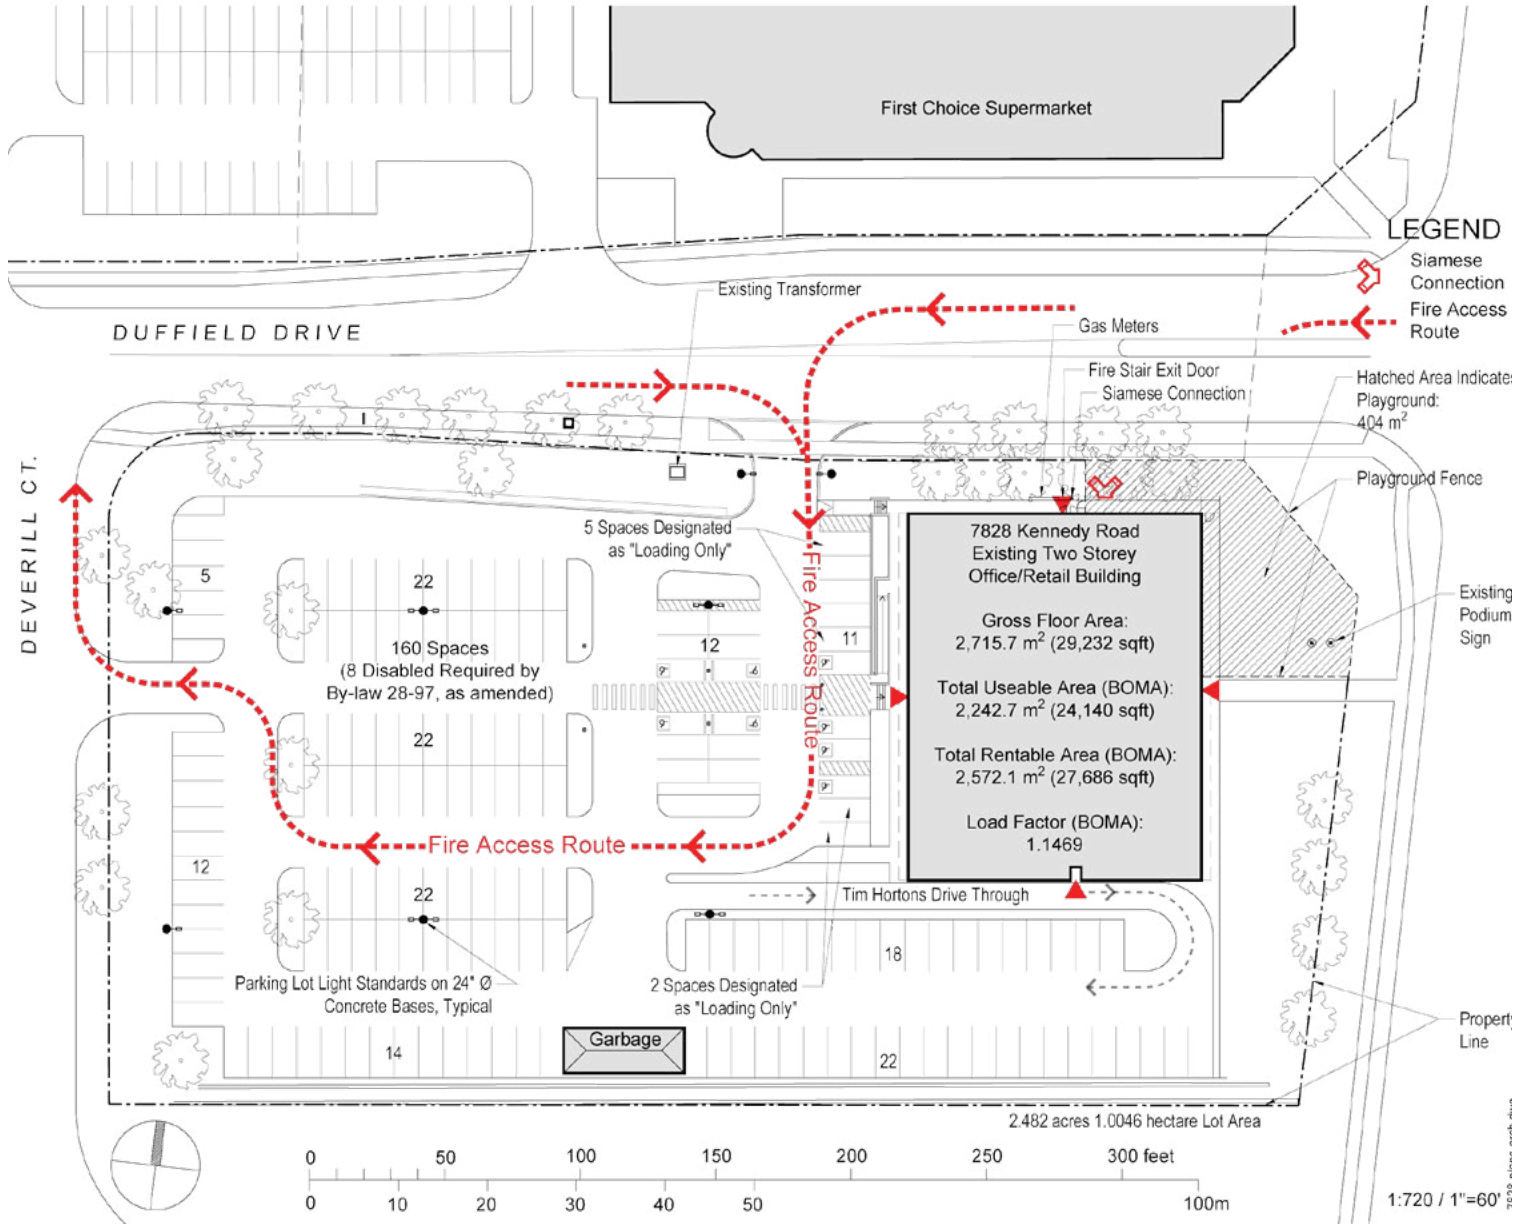 First Choice Supermarket
LEGEND
Siamese
Connection
Fire Access
Route
Existing Transformer
DUFFIELD DRIVE
Gas Meters
Fire Stair Exit Door
Siamese Connection
Hatched Area Indicates
Playground:
404 m²
Playground Fence
DEVERILL CT.
5 Spaces Designated
as "Loading Only"
7828 Kennedy Road
Existing Two Storey
Office/Retail Building
Gross Floor Area:
2,715.7 m² (29,232 sqft)
Total Useable Area (BOMA):
2,242.7 m² (24,140 sqft)
Total Rentable Area (BOMA):
2,572.1 m² (27,686 sqft)
Load Factor (BOMA):
1.1469
Existing
Podium
Sign
5
22
12
11
160 Spaces
(8 Disabled Required by
By-law 28-97, as amended)
Fire Access Route
22
Fire Access Route
12
22
Tim Hortons Drive Through
18
Parking Lot Light Standards on 24" Ø
Concrete Bases, Typical
2 Spaces Designated
as "Loading Only"
Property
Line
Garbage
14
22
2.482 acres 1.0046 hectare Lot Area
0 50 100 150 200 250 300 feet
0 10 20 30 40 50 100m
1:720 / 1"=60'